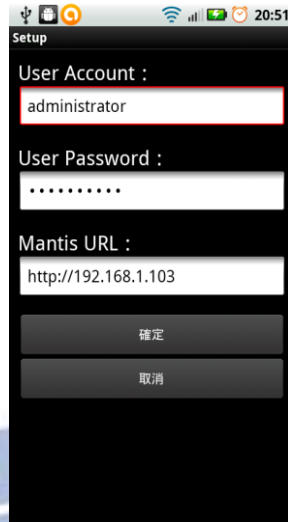 20:51
Setup
User Account :
administrator
User Password :
••••••••••
Mantis URL :
http://192.168.1.103
確定
取消